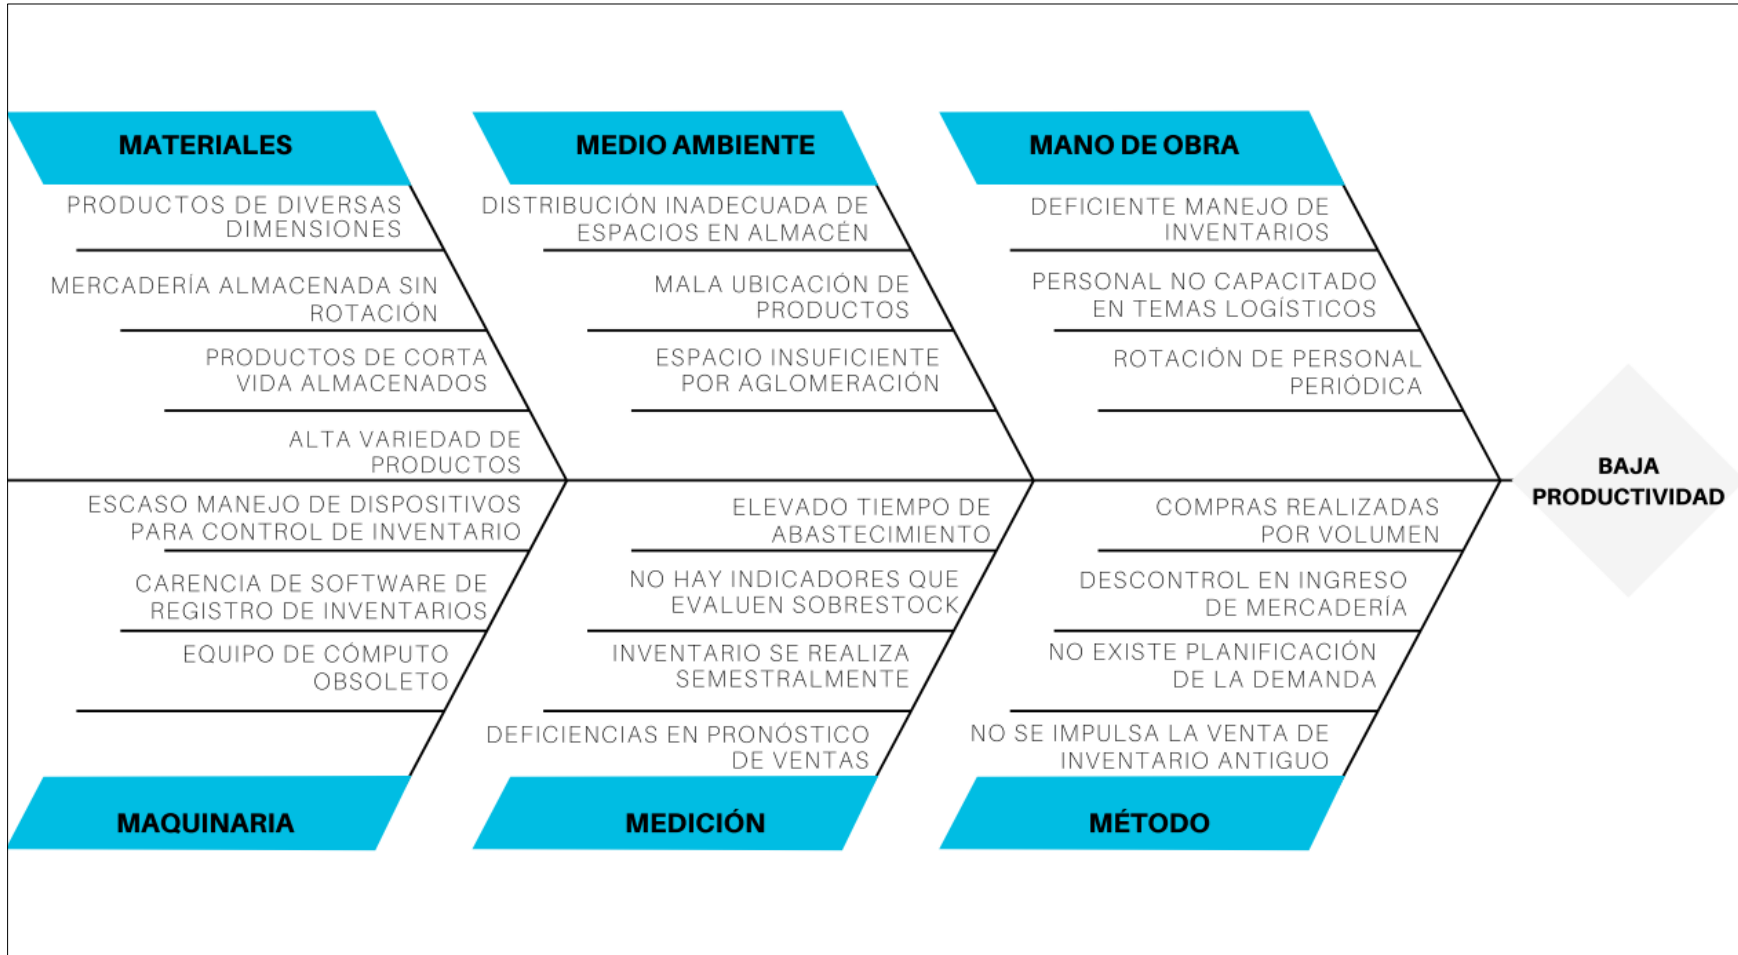 MATERIALES
PRODUCTOS DE DIVERSAS
DIMENSIONES
MERCADERÍA ALMACENADA SIN
ROTACIÓN
PRODUCTOS DE CORTA
VIDA ALMACENADOS
ALTA VARIEDAD DE
PRODUCTOS
MEDIO AMBIENTE
DISTRIBUCIÓN INADECUADA DE
ESPACIOS EN ALMACÉN
MALA UBICACIÓN DE
PRODUCTOS
ESPACIO INSUFICIENTE
POR AGLOMERACIÓN
MANO DE OBRA
DEFICIENTE MANEJO DE
INVENTARIOS
PERSONAL NO CAPACITADO
EN TEMAS LOGÍSTICOS
ROTACIÓN DE PERSONAL
PERIÓDICA
BAJA
PRODUCTIVIDAD
ESCASO MANEJO DE DISPOSITIVOS
PARA CONTROL DE INVENTARIO
CARENCIA DE SOFTWARE DE
REGISTRO DE INVENTARIOS
EQUIPO DE CÓMPUTO
OBSOLETO
MAQUINARIA
ELEVADO TIEMPO DE
ABASTECIMIENTO
NO HAY INDICADORES QUE
EVALUEN SOBRESTOCK
INVENTARIO SE REALIZA
SEMESTRALMENTE
DEFICIENCIAS EN PRONÓSTICO
DE VENTAS
MEDICIÓN
COMPRAS REALIZADAS
POR VOLUMEN
DESCONTROL EN INGRESO
DE MERCADERÍA
NO EXISTE PLANIFICACIÓN
DE LA DEMANDA
NO SE IMPULSA LA VENTA DE
INVENTARIO ANTIGUO
MÉTODO